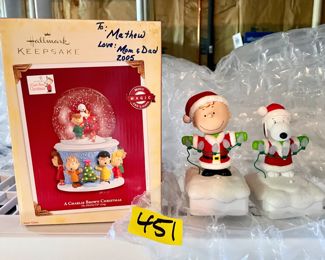 Hallmark
KEEPSAKE
To: Mathew
Love: Mom & Dad
2005
MAGIC
A CHARLIE BROWN CHRISTMAS
451